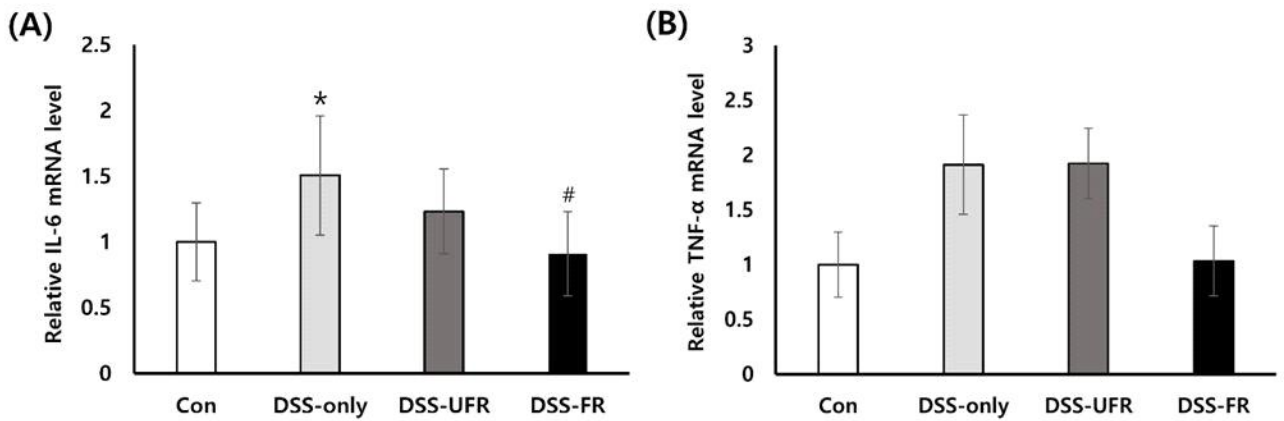 (A)
Relative IL-6 mRNA level
2.5
2
1.5
1
0.5
0
*
#
Con DSS-only DSS-UFR DSS-FR
(B)
Relative TNF-α mRNA level
3
2.5
2
1.5
1
0.5
0
Con DSS-only DSS-UFR DSS-FR